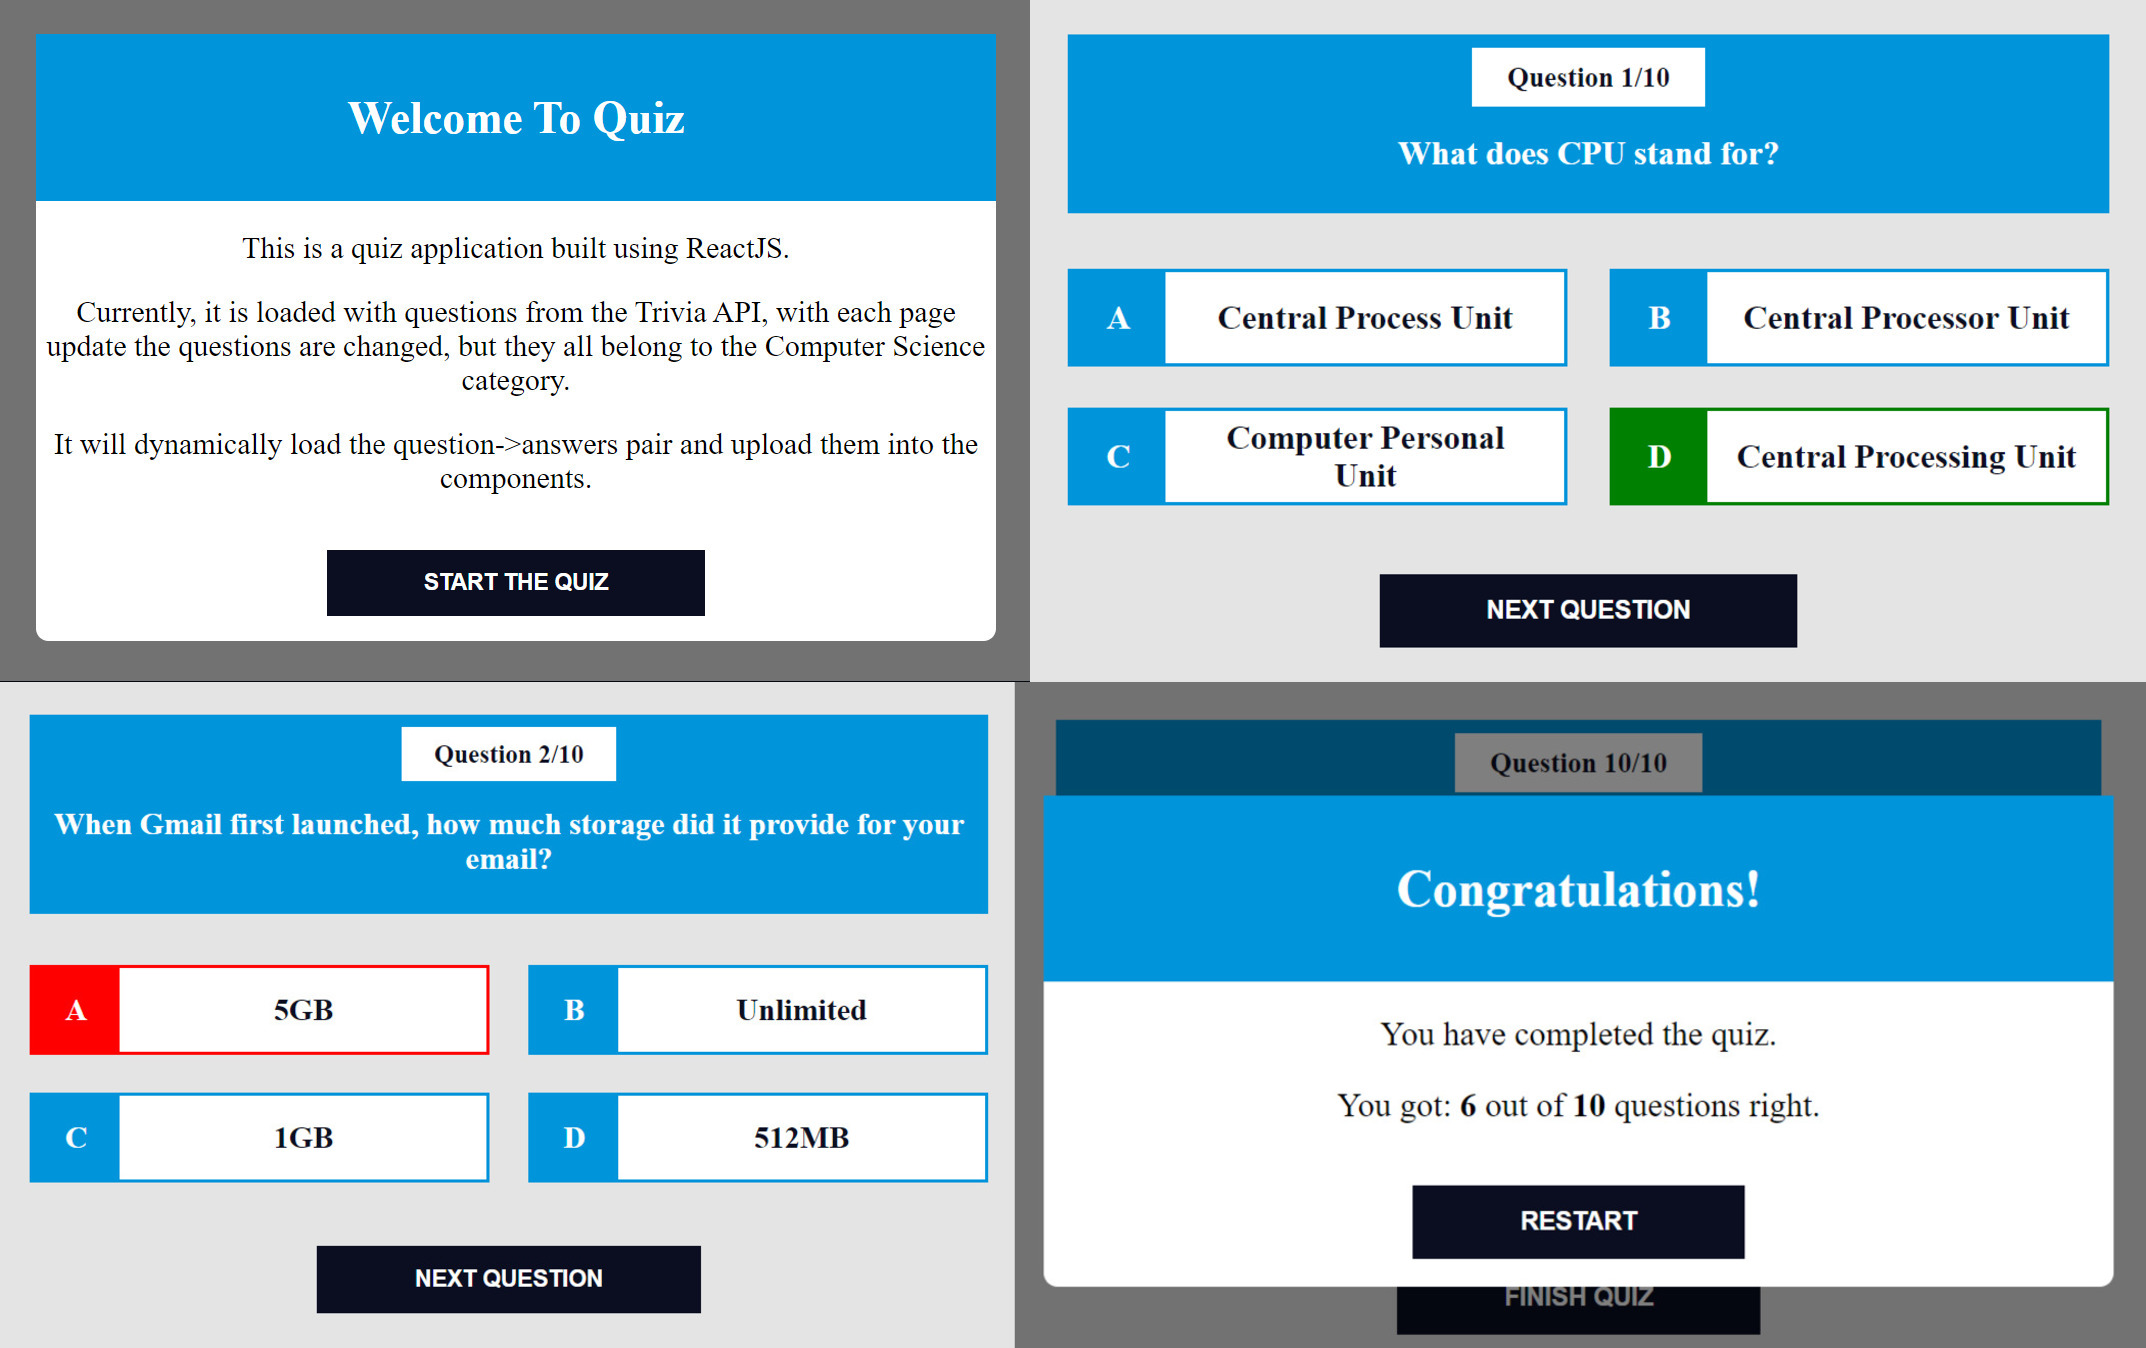 Welcome To Quiz
This is a quiz application built using ReactJS.
Currently, it is loaded with questions from the Trivia API, with each page
update the questions are changed, but they all belong to the Computer Science
category.
It will dynamically load the question->answers pair and upload them into the
components.
START THE QUIZ
Question 1/10
What does CPU stand for?
A
Central Process Unit
B
Central Processor Unit
C
Computer Personal
Unit
D
Central Processing Unit
NEXT QUESTION
Question 2/10
When Gmail first launched, how much storage did it provide for your
email?
A
5GB
B
Unlimited
C
1GB
D
512MB
NEXT QUESTION
Question 10/10
Congratulations!
You have completed the quiz.
You got: 6 out of 10 questions right.
RESTART
FINISH QUIZ